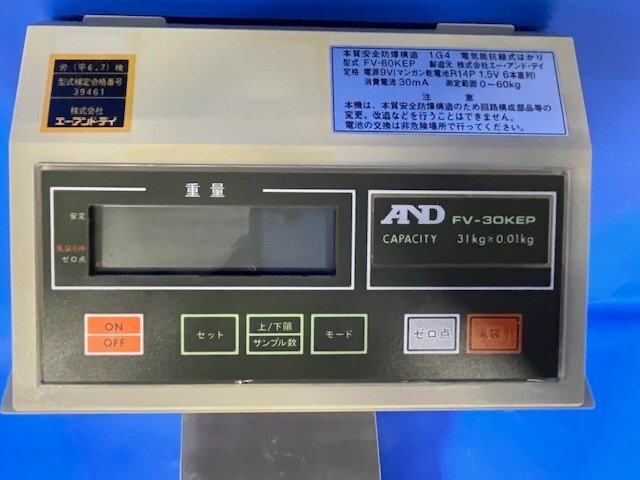 労(平6.7)検
型式検定合格番号
39461
株式会社
エー・アンド・デイ
本質安全防爆構造 1G4 電気抵抗線式はかり
型式 FV-60KEP 製造元 株式会社エー・アンド・デイ
定格 電源9V(マンガン乾電池R14P 1.5V 6本直列)
消費電流 30mA 測定範囲 0~60kg
注意
本機は、本質安全防爆構造のため回路構成部品等の
変更、改造などを行うことはできません。
電池の交換は非危険場所で行ってください。
重量
安定
風袋引中
ゼロ点
AND FV-30KEP
CAPACITY 31kg×0.01kg
ON
OFF
セット
上/下限
サンプル数
モード
ゼロ点
風袋引